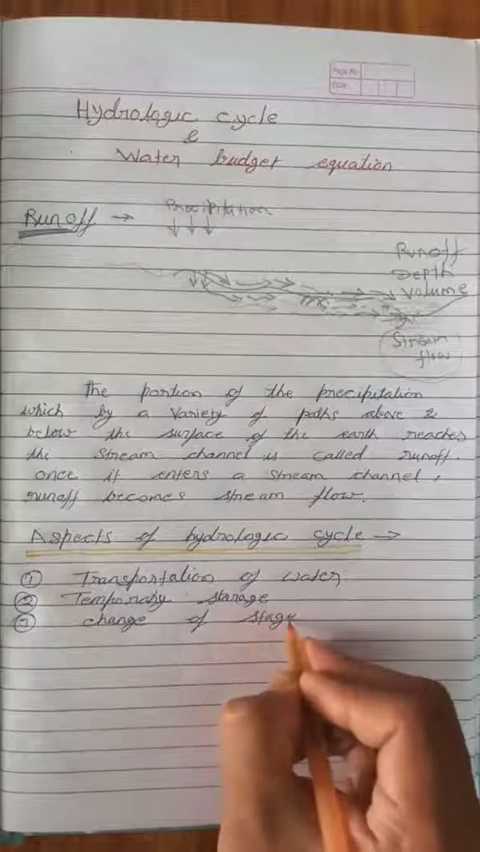 Page No.
Date
Hydrologic cycle
&
Water budget equation
Runoff →
Precipitation
Runoff
Depth
Volume
Stream
flow
The portion of the precipitation
which by a variety of paths above &
below the surface of the earth reaches
the stream channel is called runoff.
once it enters a stream channel,
runoff becomes stream flow.
Aspects of hydrologic cycle →
① Transportation of water
② Temporary storage
③ change of stage